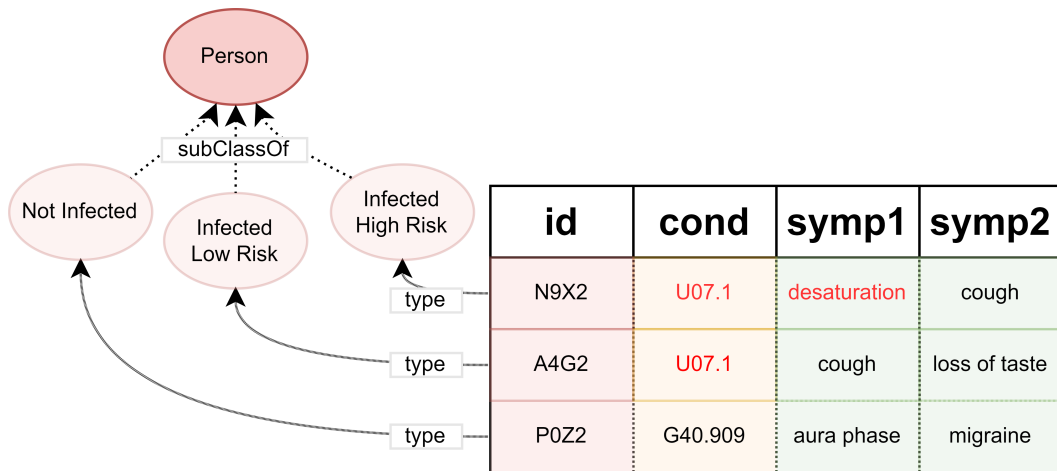 Person
subClassOf
Not Infected
Infected
Low Risk
Infected
High Risk
id cond symp1 symp2
type N9X2 U07.1 desaturation cough
type A4G2 U07.1 cough loss of taste
type P0Z2 G40.909 aura phase migraine